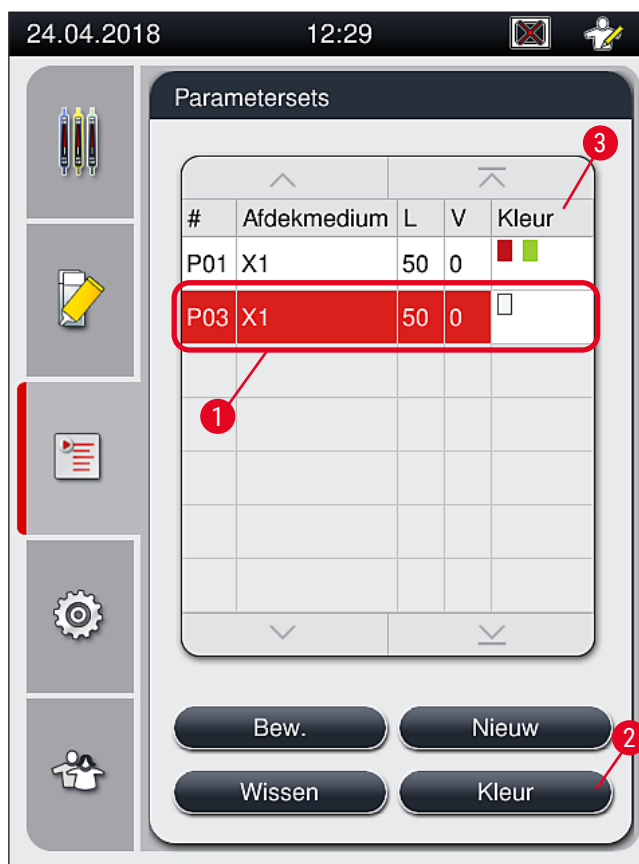 24.04.2018 12:29
Parametersets
3
# Afdekmedium L V Kleur
P01 X1 50 0
P03 X1 50 0
1
Bew. Nieuw
2
Wissen Kleur